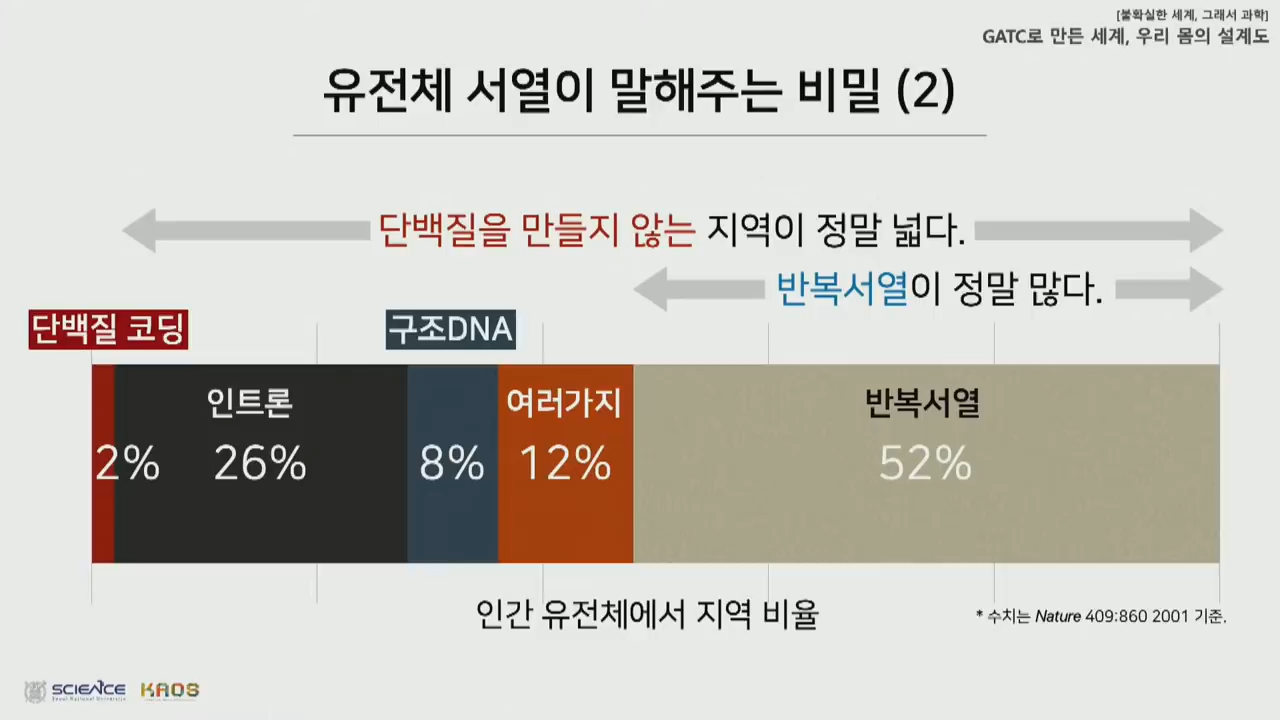 [불확실한 세계, 그래서 과학]
GATC로 만든 세계, 우리 몸의 설계도
유전체 서열이 말해주는 비밀 (2)
단백질을 만들지 않는 지역이 정말 넓다.
반복서열이 정말 많다.
단백질 코딩
구조DNA
인트론
여러가지
반복서열
2%
26%
8%
12%
52%
인간 유전체에서 지역 비율
* 수치는 Nature 409:860 2001 기준.
SCIENCE
Seoul National University
KAOS